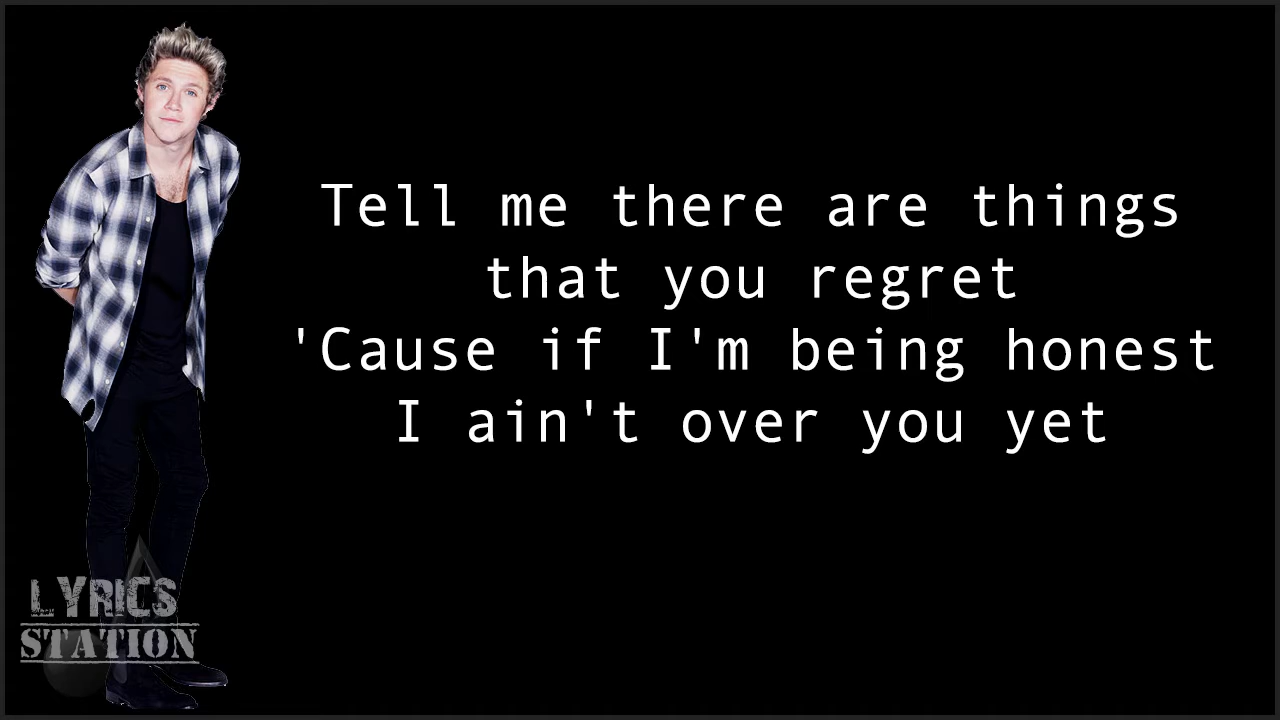 Tell me there are things
that you regret
'Cause if I'm being honest
I ain't over you yet
LYRICS
STATION